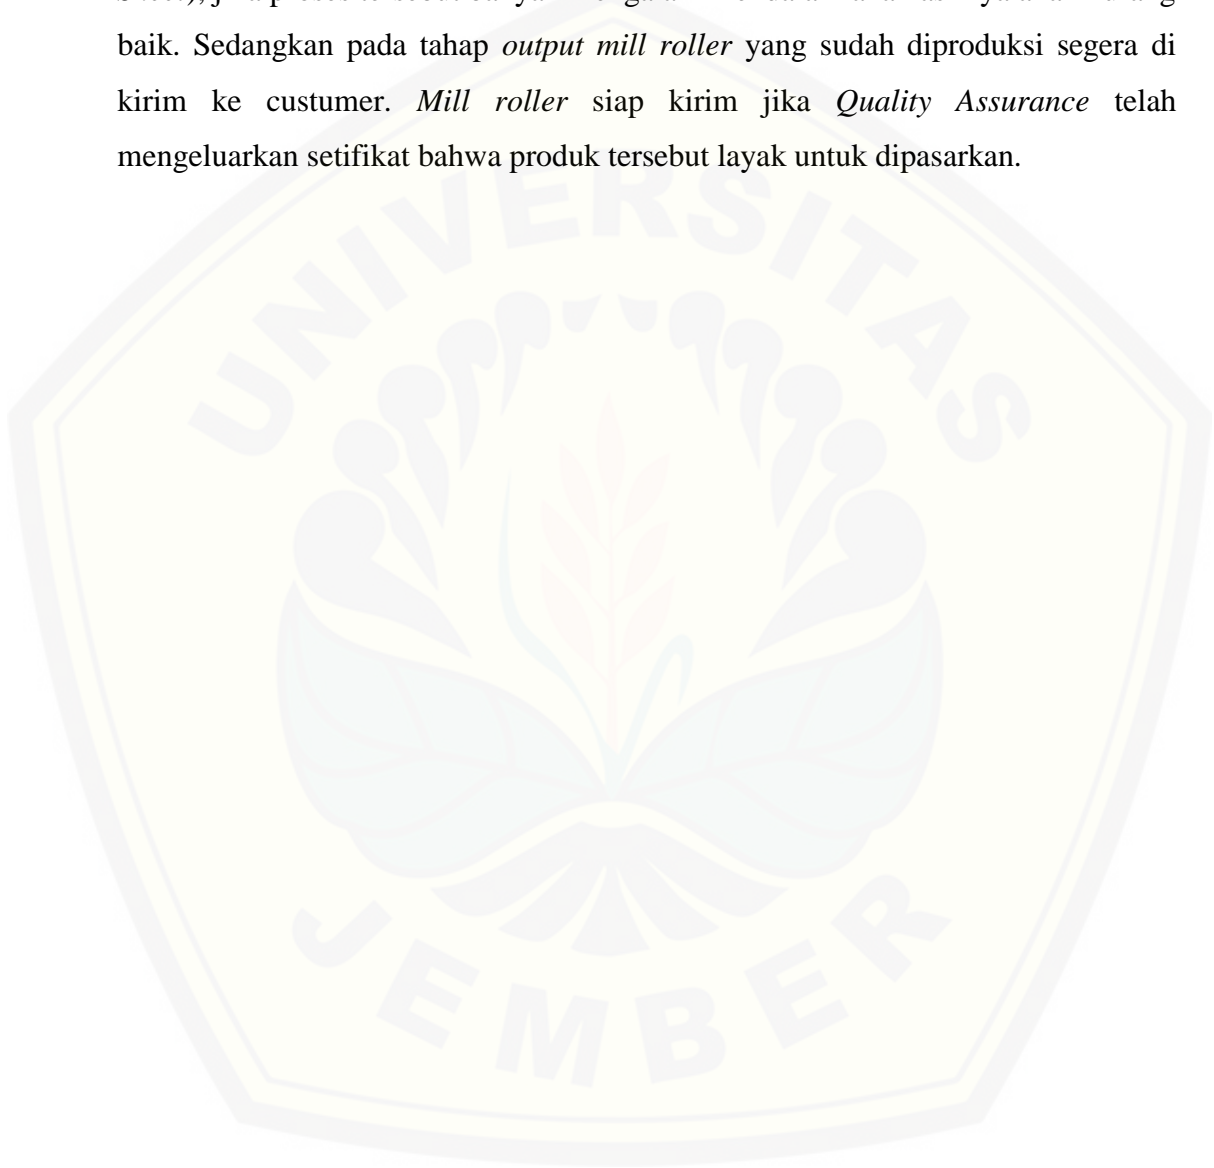 baik. Sedangkan pada tahap output mill roller yang sudah diproduksi segera di
kirim ke custumer. Mill roller siap kirim jika Quality Assurance telah
mengeluarkan setifikat bahwa produk tersebut layak untuk dipasarkan.
UNIVERSITAS
JEMBER